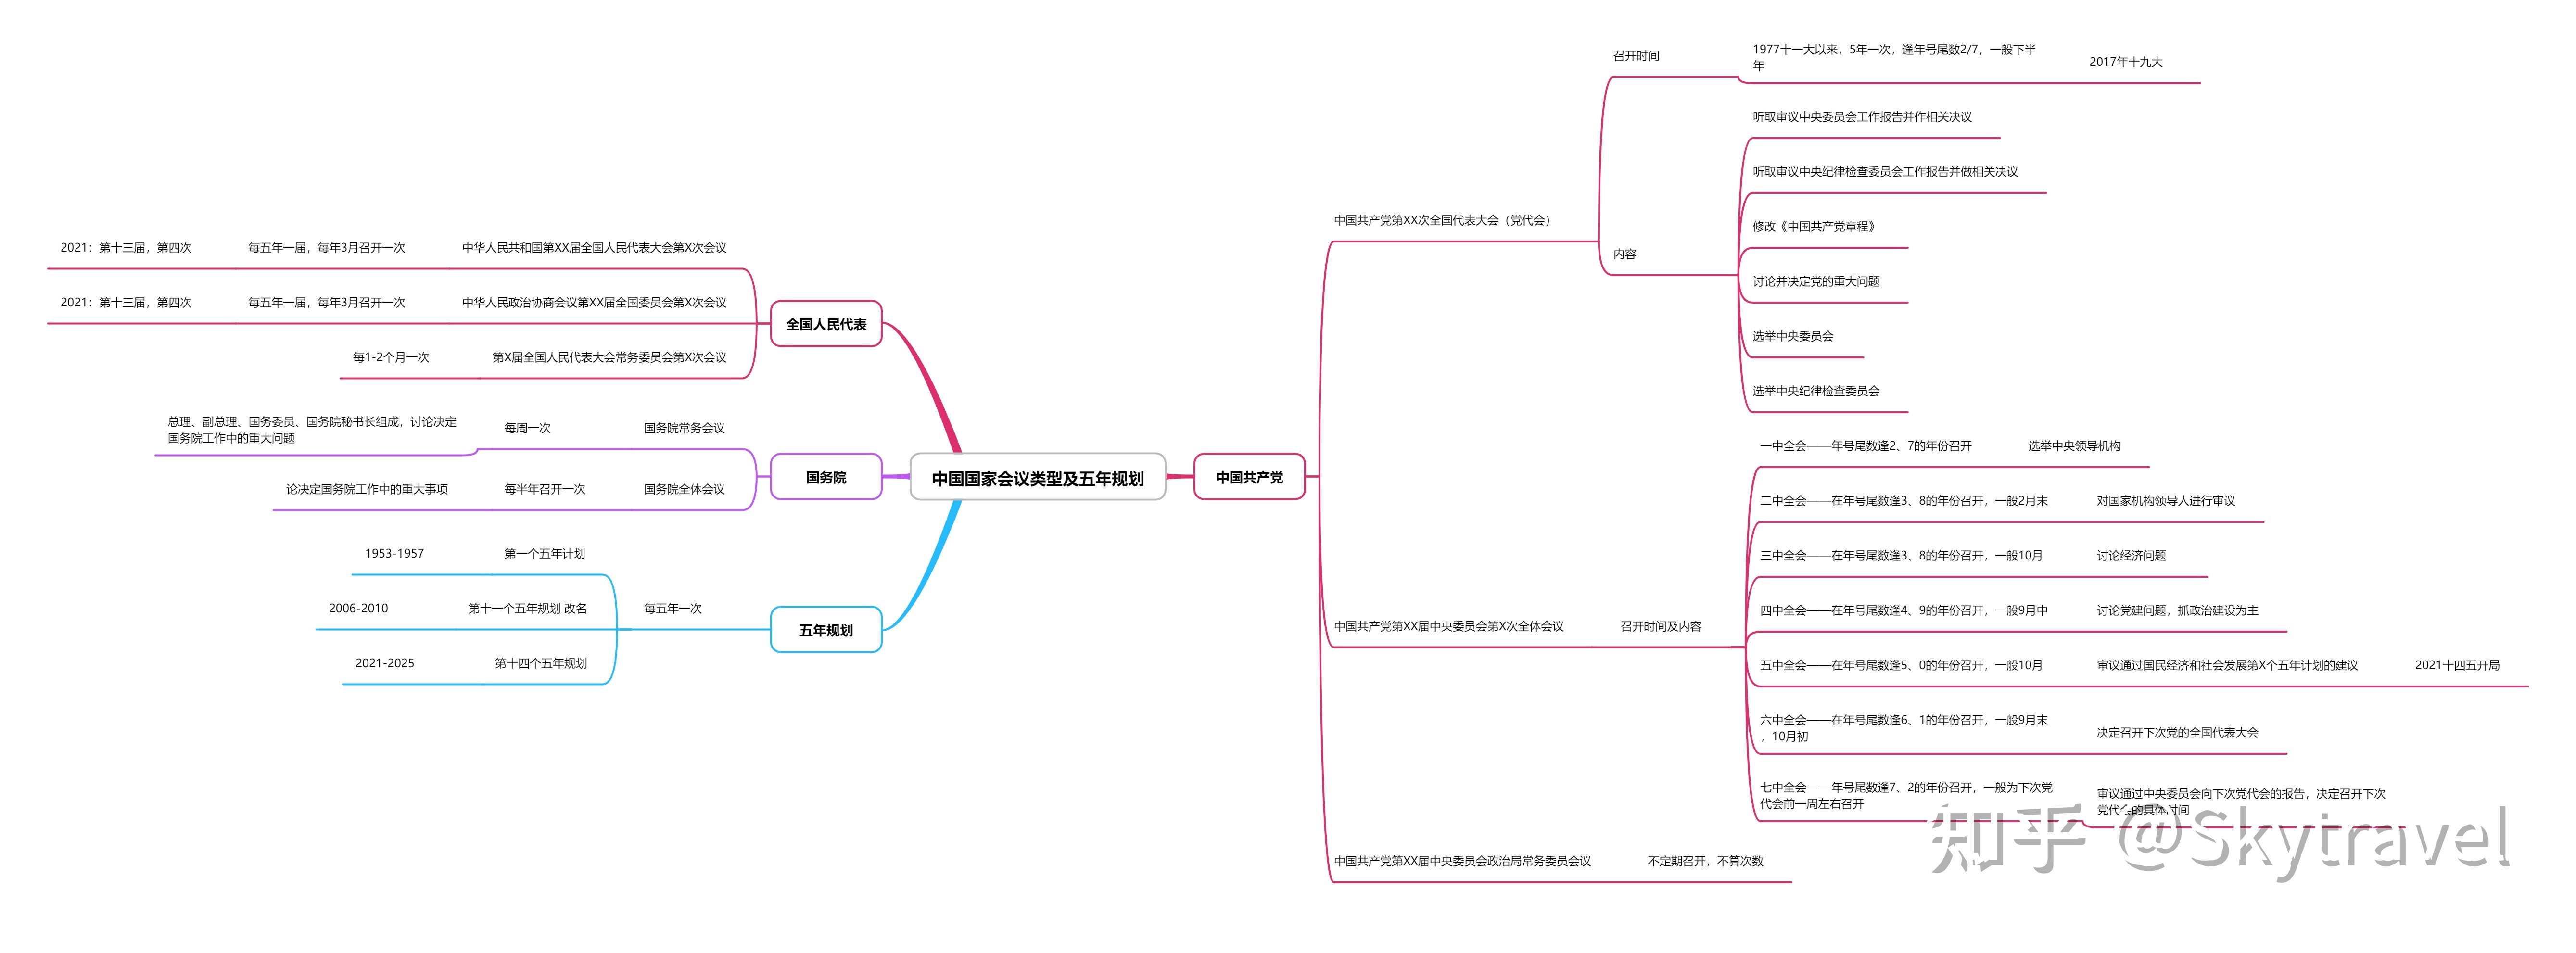 中国国家会议类型及五年规划
中国共产党
中国共产党第XX次全国代表大会（党代会）
召开时间
1977十一大以来，5年一次，逢年号尾数2/7，一般下半
年
2017年十九大
内容
听取审议中央委员会工作报告并作相关决议
听取审议中央纪律检查委员会工作报告并做相关决议
修改《中国共产党章程》
讨论并决定党的重大问题
选举中央委员会
选举中央纪律检查委员会
中国共产党第XX届中央委员会第X次全体会议
召开时间及内容
一中全会——年号尾数逢2、7的年份召开
选举中央领导机构
二中全会——在年号尾数逢3、8的年份召开，一般2月末
对国家机构领导人进行审议
三中全会——在年号尾数逢3、8的年份召开，一般10月
讨论经济问题
四中全会——在年号尾数逢4、9的年份召开，一般9月中
讨论党建问题，抓政治建设为主
五中全会——在年号尾数逢5、0的年份召开，一般10月
审议通过国民经济和社会发展第X个五年计划的建议
2021十四五开局
六中全会——在年号尾数逢6、1的年份召开，一般9月末
，10月初
决定召开下次党的全国代表大会
七中全会——年号尾数逢7、2的年份召开，一般为下次党
代会前一周左右召开
审议通过中央委员会向下次党代会的报告，决定召开下次
党代会的具体时间
中国共产党第XX届中央委员会政治局常务委员会议
不定期召开，不算次数
全国人民代表
中华人民共和国第XX届全国人民代表大会第X次会议
每五年一届，每年3月召开一次
2021：第十三届，第四次
中华人民政治协商会议第XX届全国委员会第X次会议
每五年一届，每年3月召开一次
2021：第十三届，第四次
第X届全国人民代表大会常务委员会第X次会议
每1-2个月一次
国务院
国务院常务会议
每周一次
总理、副总理、国务委员、国务院秘书长组成，讨论决定
国务院工作中的重大问题
国务院全体会议
每半年召开一次
论决定国务院工作中的重大事项
五年规划
每五年一次
第一个五年计划
1953-1957
第十一个五年规划 改名
2006-2010
第十四个五年规划
2021-2025
知乎 @Skytravel